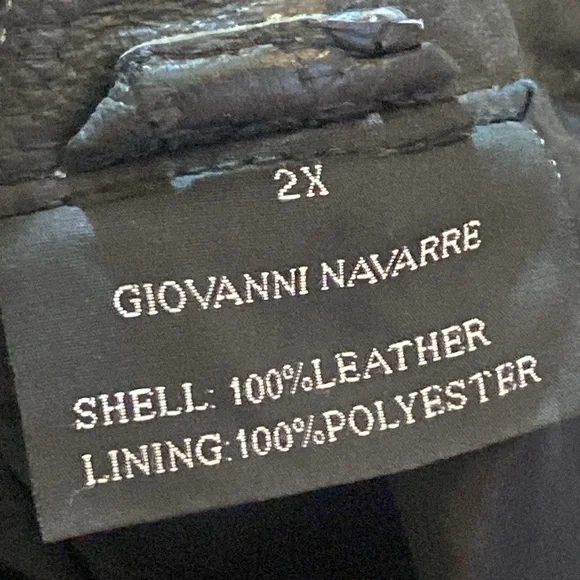 2X
GIOVANNI NAVARRE
SHELL: 100%LEATHER
LINING:100%POLYESTER